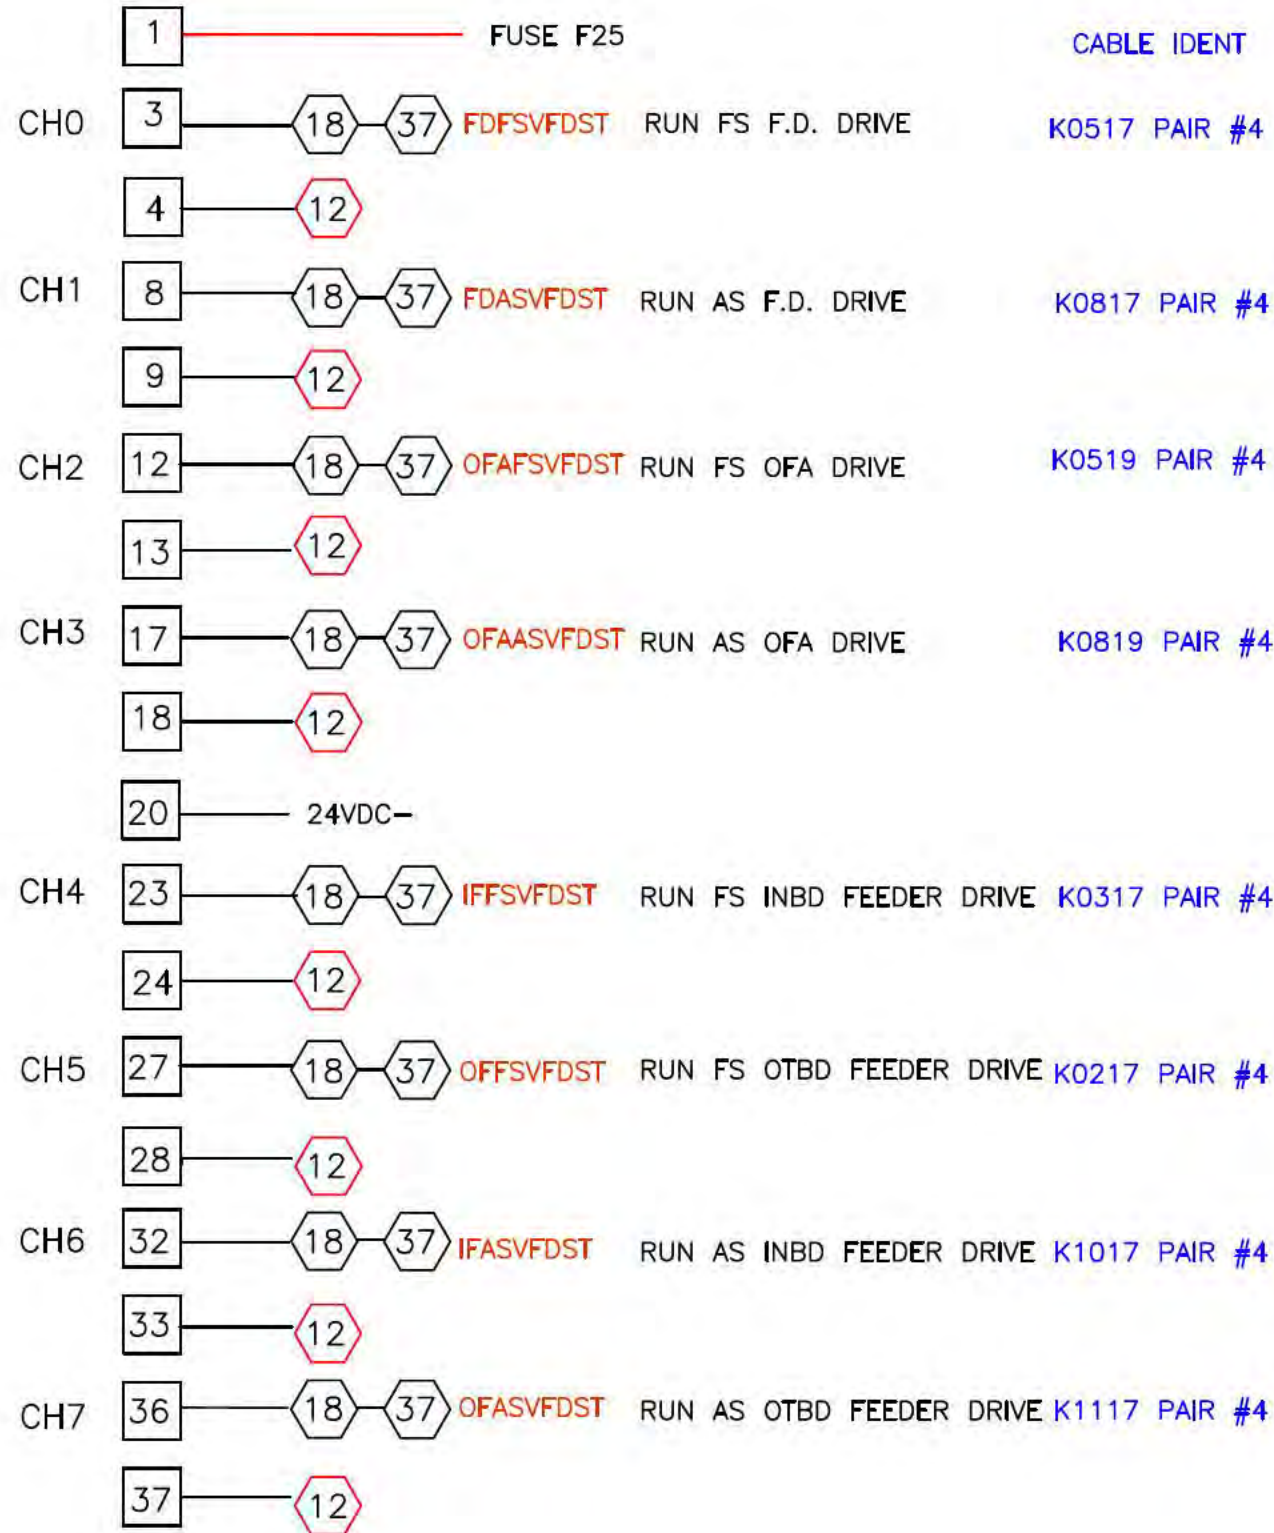 1 FUSE F25 CABLE IDENT
CH0 3 18 37 FDFSVFDST RUN FS F.D. DRIVE K0517 PAIR #4
4 12
CH1 8 18 37 FDASVFDST RUN AS F.D. DRIVE K0817 PAIR #4
9 12
CH2 12 18 37 OFAFSVFDST RUN FS OFA DRIVE K0519 PAIR #4
13 12
CH3 17 18 37 OFAASVFDST RUN AS OFA DRIVE K0819 PAIR #4
18 12
20 24VDC-
CH4 23 18 37 IFFSVFDST RUN FS INBD FEEDER DRIVE K0317 PAIR #4
24 12
CH5 27 18 37 OFFSVFDST RUN FS OTBD FEEDER DRIVE K0217 PAIR #4
28 12
CH6 32 18 37 IFASVFDST RUN AS INBD FEEDER DRIVE K1017 PAIR #4
33 12
CH7 36 18 37 OFASVFDST RUN AS OTBD FEEDER DRIVE K1117 PAIR #4
37 12